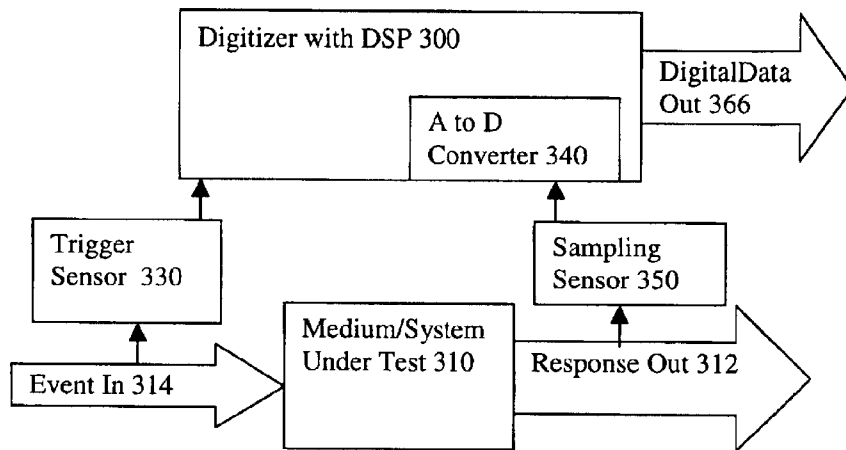 Digitizer with DSP 300
DigitalData
Out 366
A to D
Converter 340
Trigger
Sensor 330
Sampling
Sensor 350
Medium/System
Under Test 310
Event In 314
Response Out 312